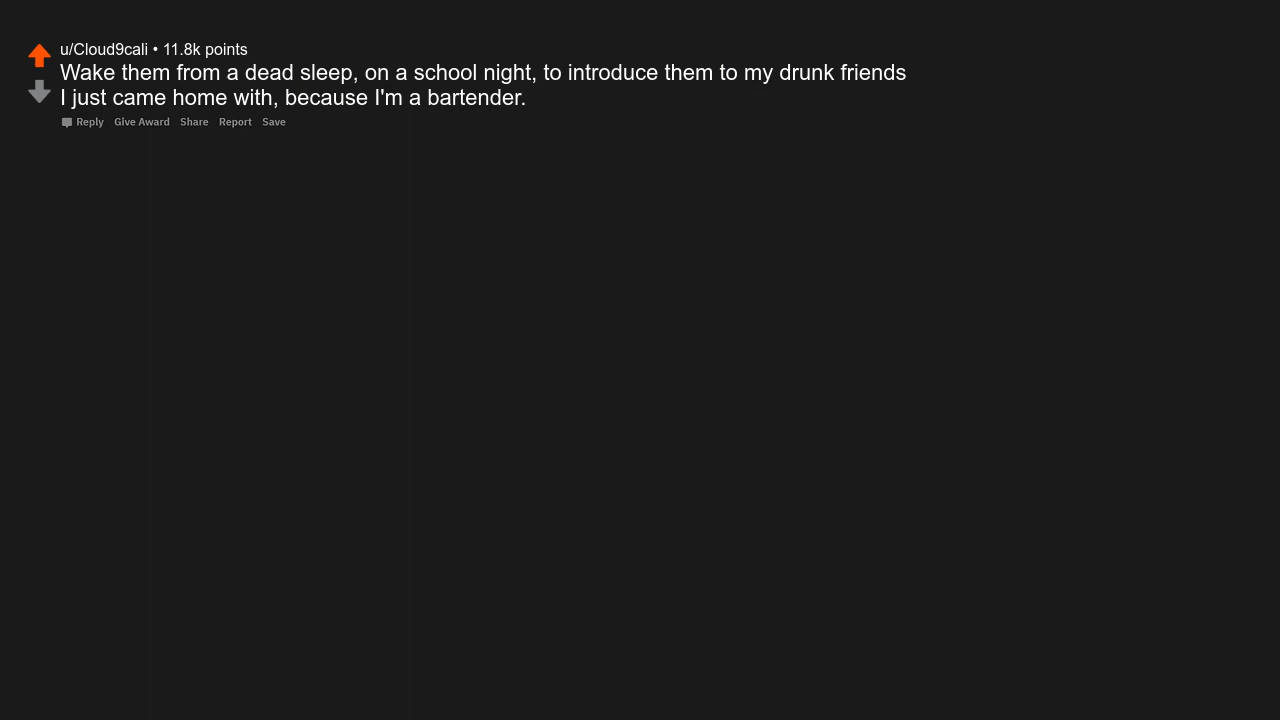 u/Cloud9cali • 11.8k points
Wake them from a dead sleep, on a school night, to introduce them to my drunk friends
I just came home with, because I'm a bartender.
Reply Give Award Share Report Save